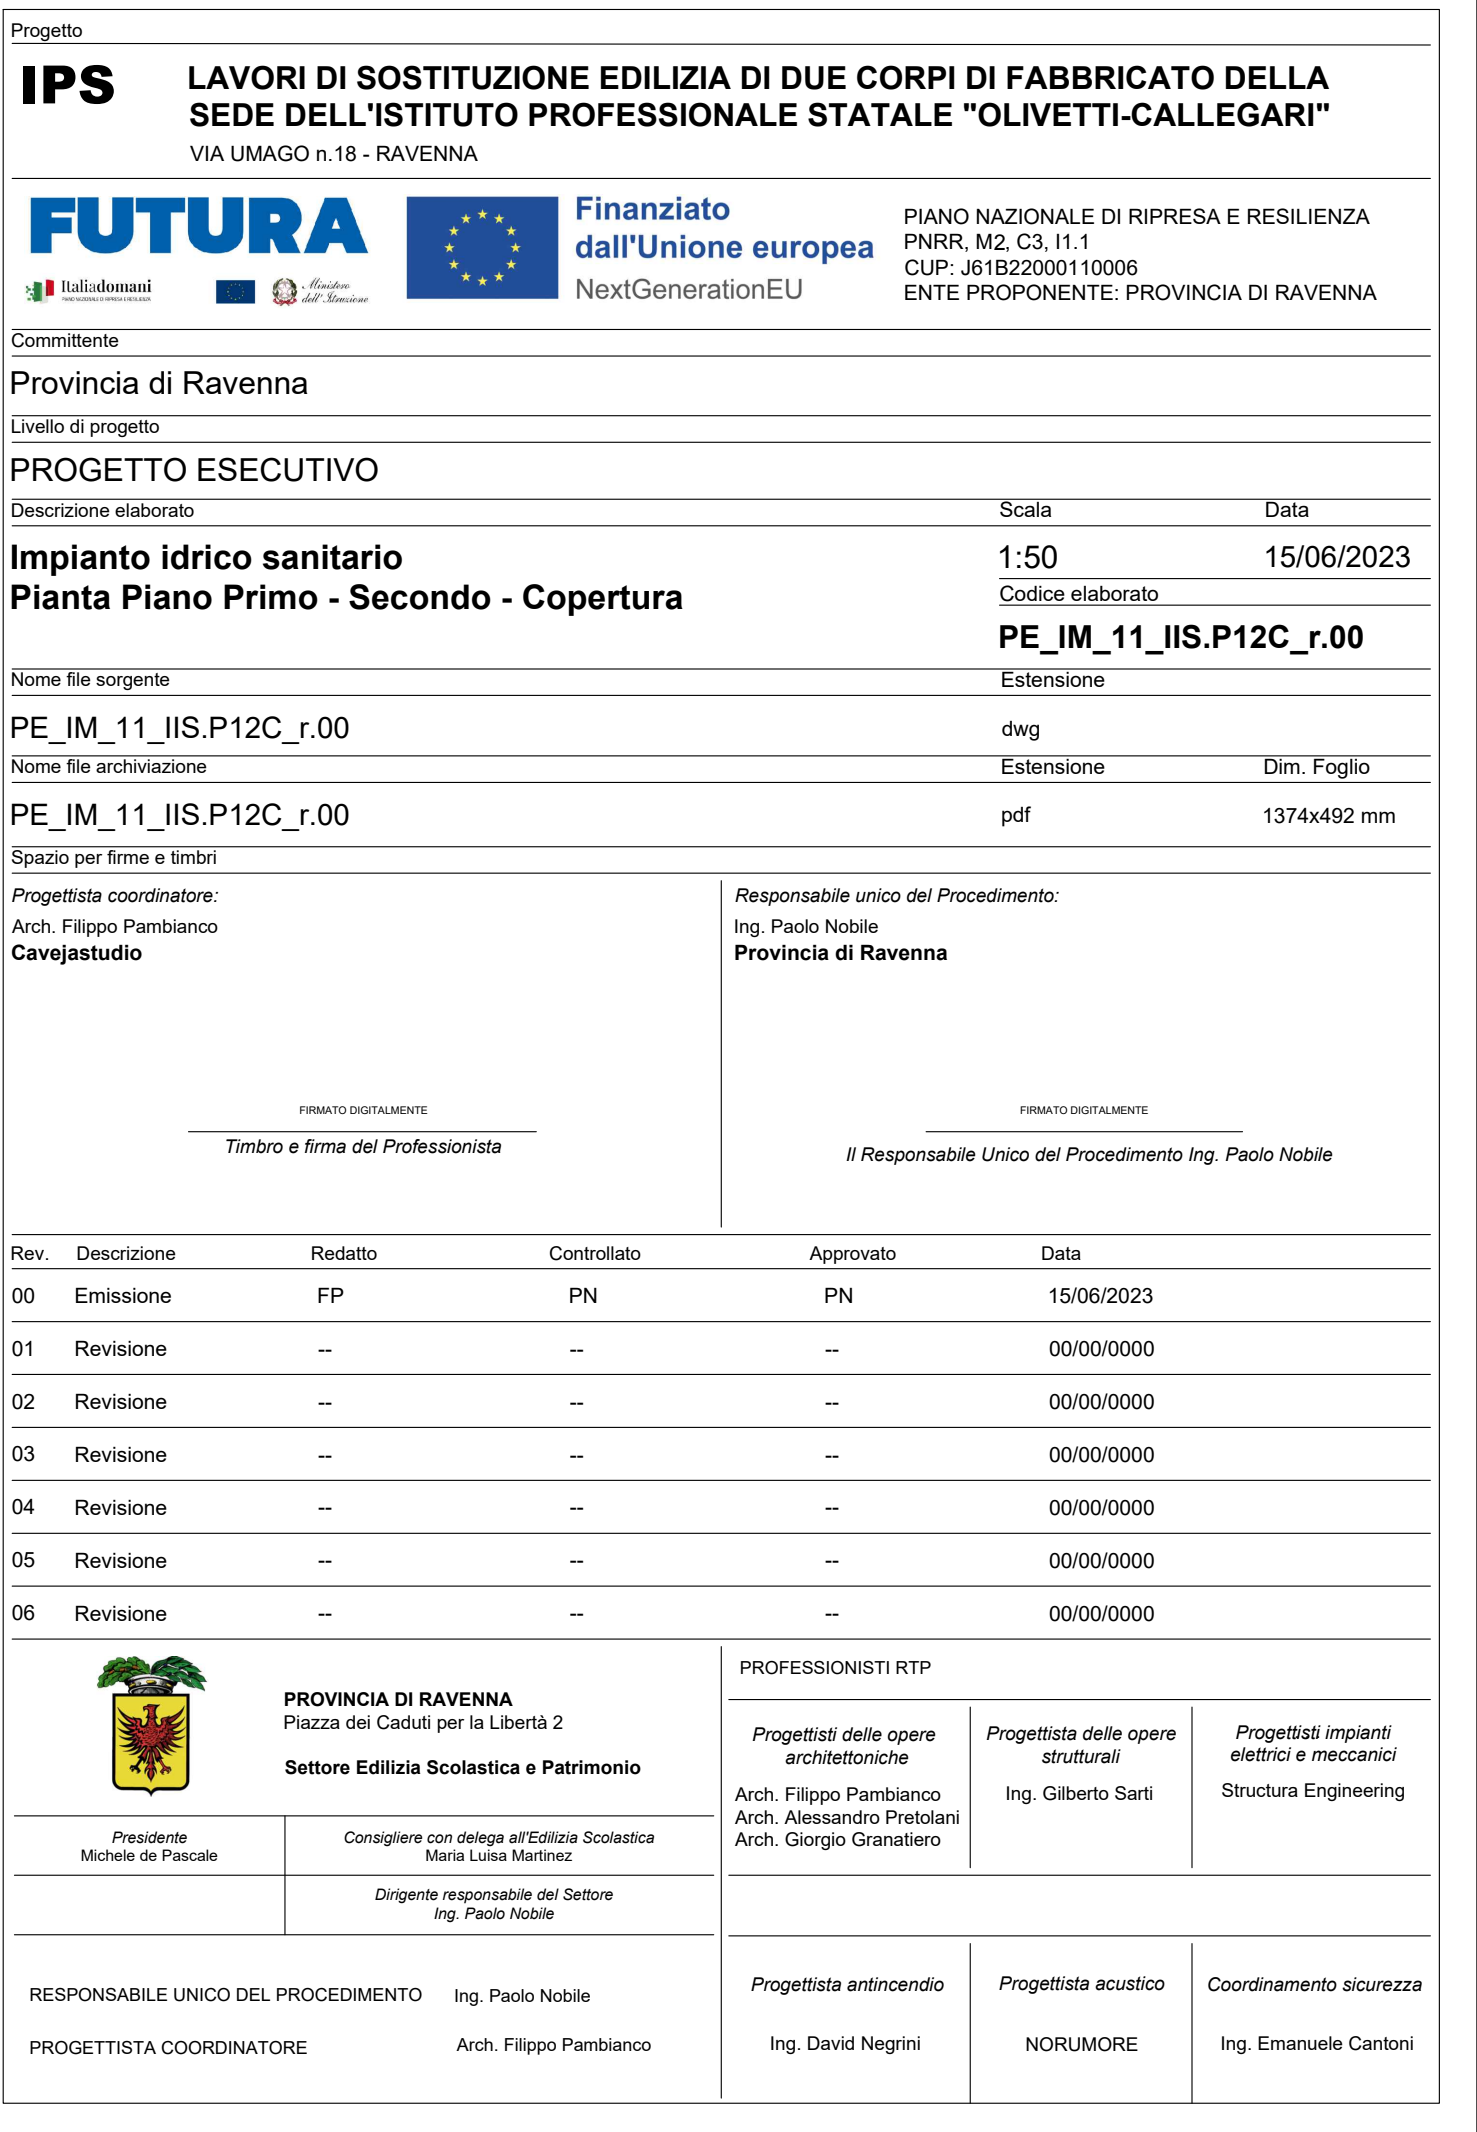 Progetto
IPS
LAVORI DI SOSTITUZIONE EDILIZIA DI DUE CORPI DI FABBRICATO DELLA
SEDE DELL'ISTITUTO PROFESSIONALE STATALE "OLIVETTI-CALLEGARI"
VIA UMAGO n.18 - RAVENNA
FUTURA
Italiadomani
PIANO NAZIONALE DI RIPRESA E RESILIENZA
Ministero
dell'Istruzione
Finanziato
dall'Unione europea
NextGenerationEU
PIANO NAZIONALE DI RIPRESA E RESILIENZA
PNRR, M2, C3, I1.1
CUP: J61B22000110006
ENTE PROPONENTE: PROVINCIA DI RAVENNA
Committente
Provincia di Ravenna
Livello di progetto
PROGETTO ESECUTIVO
Descrizione elaborato
Scala
Data
Impianto idrico sanitario
Pianta Piano Primo - Secondo - Copertura
1:50
15/06/2023
Codice elaborato
PE_IM_11_IIS.P12C_r.00
Nome file sorgente
Estensione
PE_IM_11_IIS.P12C_r.00
dwg
Nome file archiviazione
Estensione
Dim. Foglio
PE_IM_11_IIS.P12C_r.00
pdf
1374x492 mm
Spazio per firme e timbri
Progettista coordinatore:
Arch. Filippo Pambianco
Cavejastudio
FIRMATO DIGITALMENTE
Timbro e firma del Professionista
Responsabile unico del Procedimento:
Ing. Paolo Nobile
Provincia di Ravenna
FIRMATO DIGITALMENTE
Il Responsabile Unico del Procedimento Ing. Paolo Nobile
Rev. Descrizione Redatto Controllato Approvato Data
00 Emissione FP PN PN 15/06/2023
01 Revisione -- -- -- 00/00/0000
02 Revisione -- -- -- 00/00/0000
03 Revisione -- -- -- 00/00/0000
04 Revisione -- -- -- 00/00/0000
05 Revisione -- -- -- 00/00/0000
06 Revisione -- -- -- 00/00/0000
PROVINCIA DI RAVENNA
Piazza dei Caduti per la Libertà 2
Settore Edilizia Scolastica e Patrimonio
Presidente
Michele de Pascale
Consigliere con delega all'Edilizia Scolastica
Maria Luisa Martinez
Dirigente responsabile del Settore
Ing. Paolo Nobile
RESPONSABILE UNICO DEL PROCEDIMENTO Ing. Paolo Nobile
PROGETTISTA COORDINATORE Arch. Filippo Pambianco
PROFESSIONISTI RTP
Progettisti delle opere
architettoniche
Arch. Filippo Pambianco
Arch. Alessandro Pretolani
Arch. Giorgio Granatiero
Progettista delle opere
strutturali
Ing. Gilberto Sarti
Progettisti impianti
elettrici e meccanici
Structura Engineering
Progettista antincendio
Ing. David Negrini
Progettista acustico
NORUMORE
Coordinamento sicurezza
Ing. Emanuele Cantoni